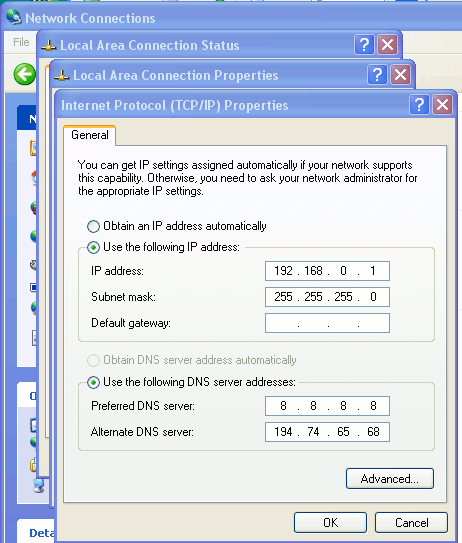 Network Connections
File
Local Area Connection Status
Local Area Connection Properties
Internet Protocol (TCP/IP) Properties
General
You can get IP settings assigned automatically if your network supports
this capability. Otherwise, you need to ask your network administrator for
the appropriate IP settings.
Obtain an IP address automatically
Use the following IP address:
IP address: 192 . 168 . 0 . 1
Subnet mask: 255 . 255 . 255 . 0
Default gateway: . . .
Obtain DNS server address automatically
Use the following DNS server addresses:
Preferred DNS server: 8 . 8 . 8 . 8
Alternate DNS server: 194 . 74 . 65 . 68
Advanced...
OK Cancel
Deta